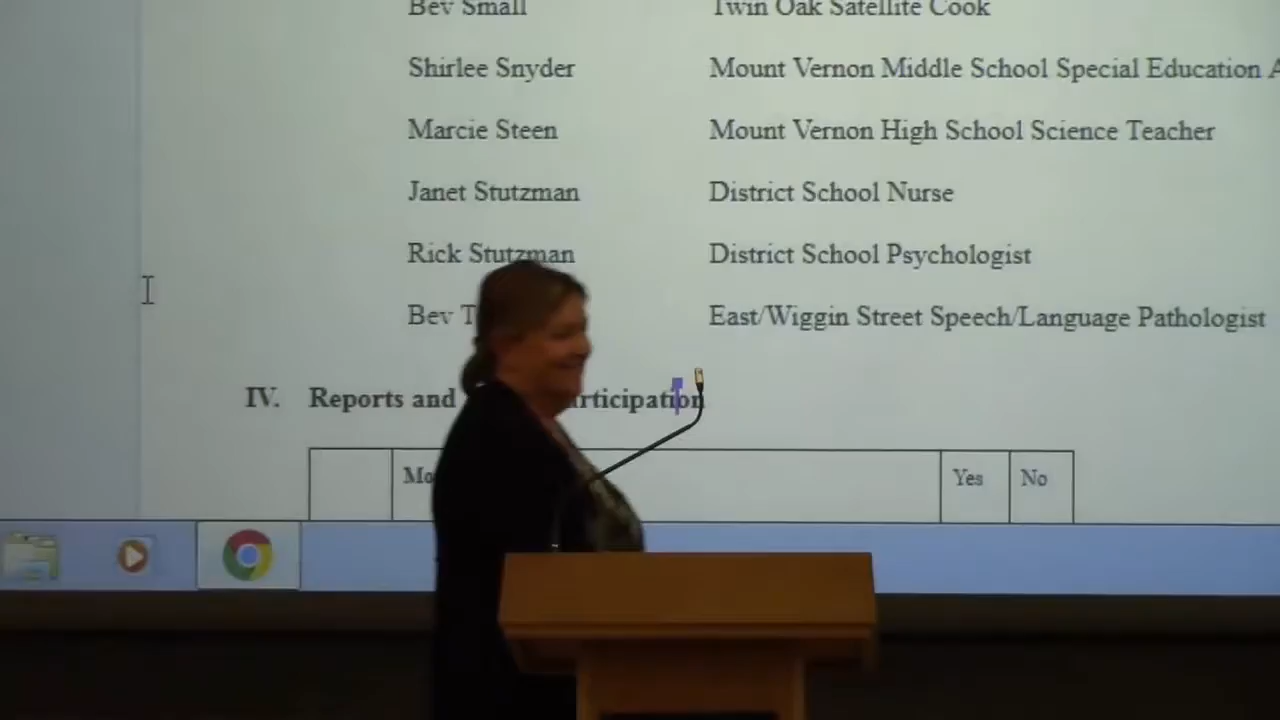 Bev Small Twin Oak Satellite Cook
Shirlee Snyder Mount Vernon Middle School Special Education
Marcie Steen Mount Vernon High School Science Teacher
Janet Stutzman District School Nurse
Rick Stutzman District School Psychologist
Bev East/Wiggin Street Speech/Language Pathologist
IV. Reports and
Yes No